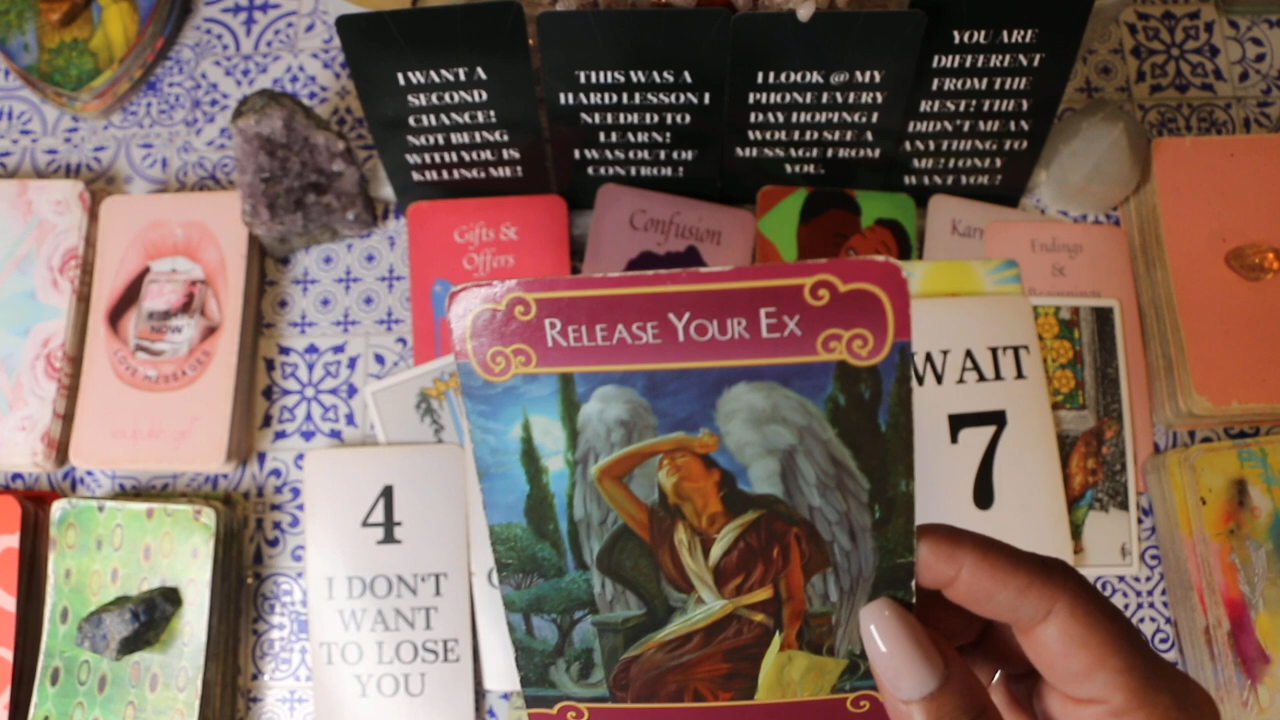 I WANT A
SECOND
CHANCE!
NOT BEING
WITH YOU IS
KILLING ME!
THIS WAS A
HARD LESSON I
NEEDED TO
LEARN!
I WAS OUT OF
CONTROL!
I LOOK @ MY
PHONE EVERY
DAY HOPING I
WOULD SEE A
MESSAGE FROM
YOU.
YOU ARE
DIFFERENT
FROM THE
REST! THEY
DIDN'T MEAN
ANYTHING TO
ME! I ONLY
WANT YOU!
Gifts &
Offers
Confusion
Endings
&
RELEASE YOUR EX
WAIT
7
NOW
LOVE MESSAGES
4
I DON'T
WANT
TO LOSE
YOU